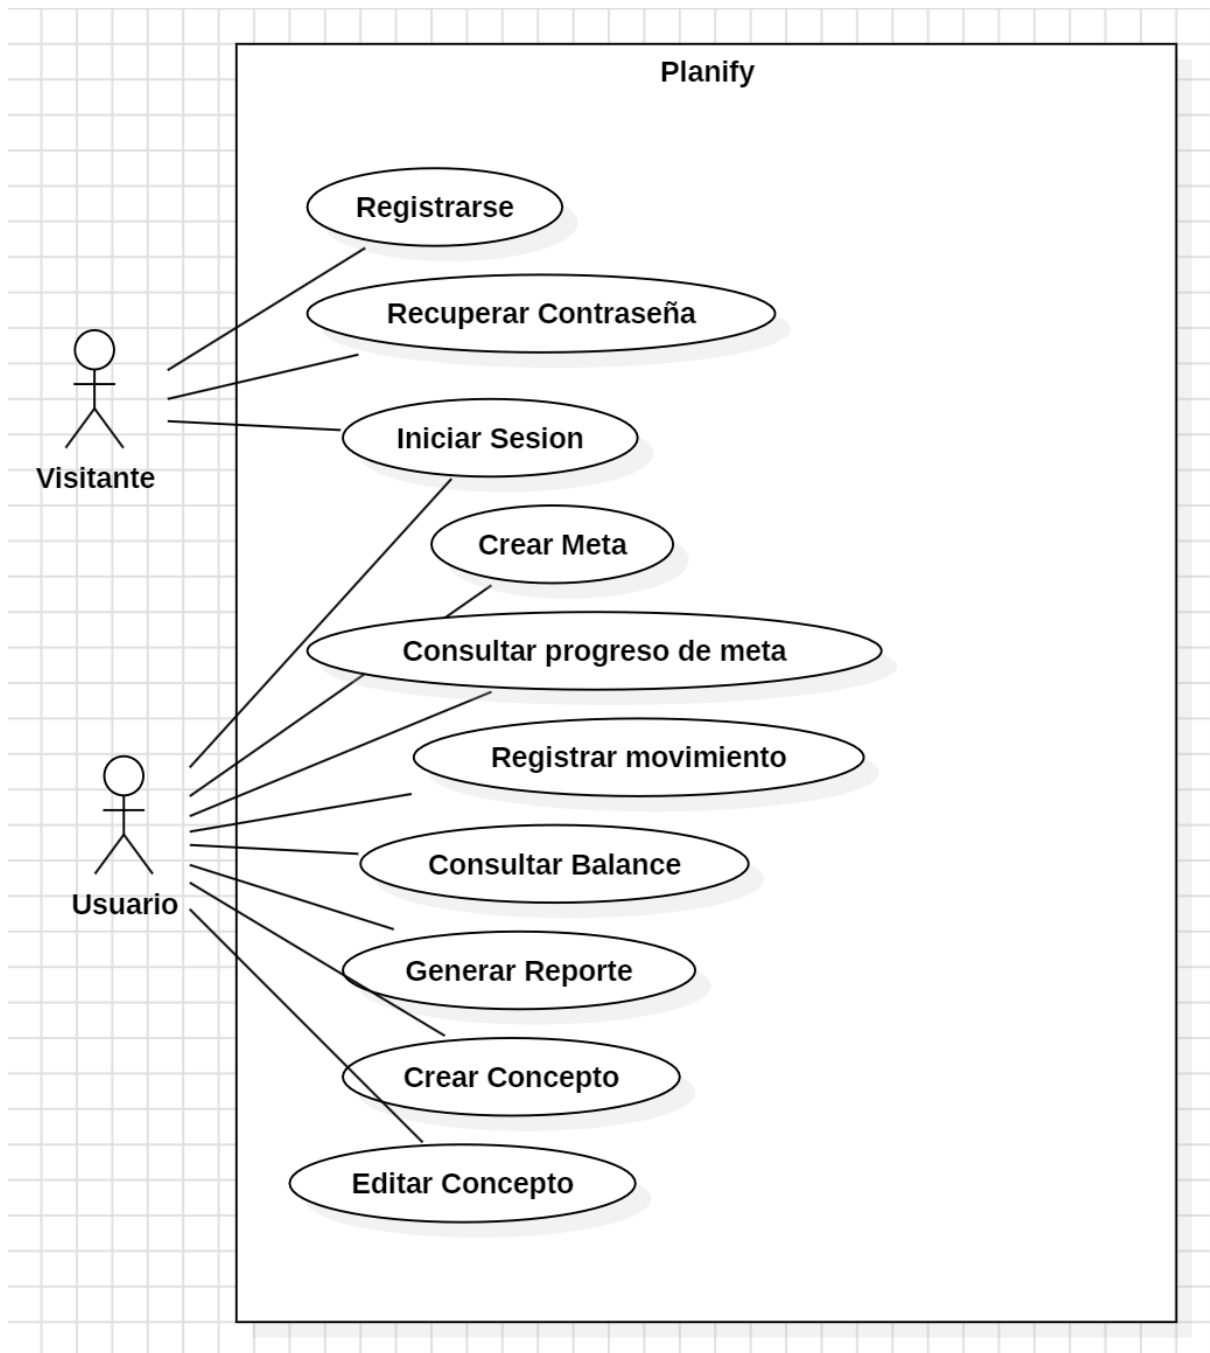 Planify
Registrarse
Recuperar Contraseña
Iniciar Sesion
Visitante
Crear Meta
Consultar progreso de meta
Registrar movimiento
Consultar Balance
Usuario
Generar Reporte
Crear Concepto
Editar Concepto